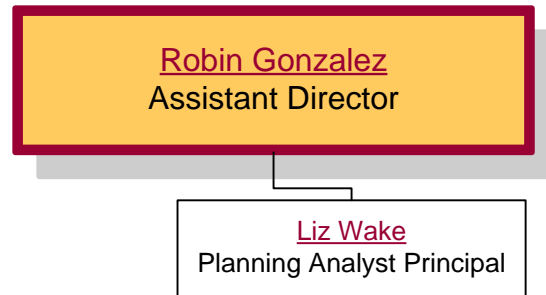 Robin Gonzalez
Assistant Director
Liz Wake
Planning Analyst Principal